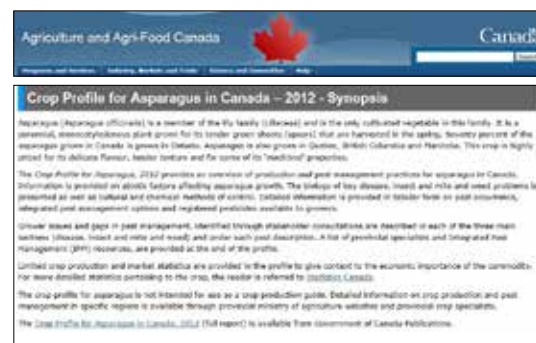 Agriculture and Agri-Food Canada
Canada
Programs and Services Industry, Markets and Trade Science and Innovation Help
Crop Profile for Asparagus in Canada – 2012 - Synopsis
Asparagus (Asparagus officinalis) is a member of the lily family (Liliaceae) and is the only cultivated vegetable in this family. It is a
perennial, monocotyledonous plant grown for its tender green shoots (spears) that are harvested in the spring. Seventy percent of the
asparagus grown in Canada is grown in Ontario. Asparagus is also grown in Quebec, British Columbia and Manitoba. This crop is highly
prized for its delicate flavour, tender texture and for some of its "medicinal" properties.
The Crop Profile for Asparagus, 2012 provides an overview of production and pest management practices for asparagus in Canada.
Information is provided on abiotic factors affecting asparagus growth. The biology of key disease, insect and mite and weed problems is
presented as well as cultural and chemical methods of control. Detailed information is provided in tabular form on pest occurrence,
integrated pest management options and registered pesticides available to growers.
Grower issues and gaps in pest management, identified through stakeholder consultations are described in each of the three main
sections (disease, insect and mite and weed) and under each pest description. A list of provincial specialists and Integrated Pest
Management (IPM) resources, are provided at the end of the profile.
Limited crop production and market statistics are provided in the profile to give context to the economic importance of the commodity.
For more detailed statistics pertaining to the crop, the reader is referred to Statistics Canada.
The crop profile for asparagus is not intended for use as a crop production guide. Detailed information on crop production and pest
management in specific regions is available through provincial ministry of agriculture websites and provincial crop specialists.
The Crop Profile for Asparagus in Canada, 2012 (full report) is available from Government of Canada Publications.